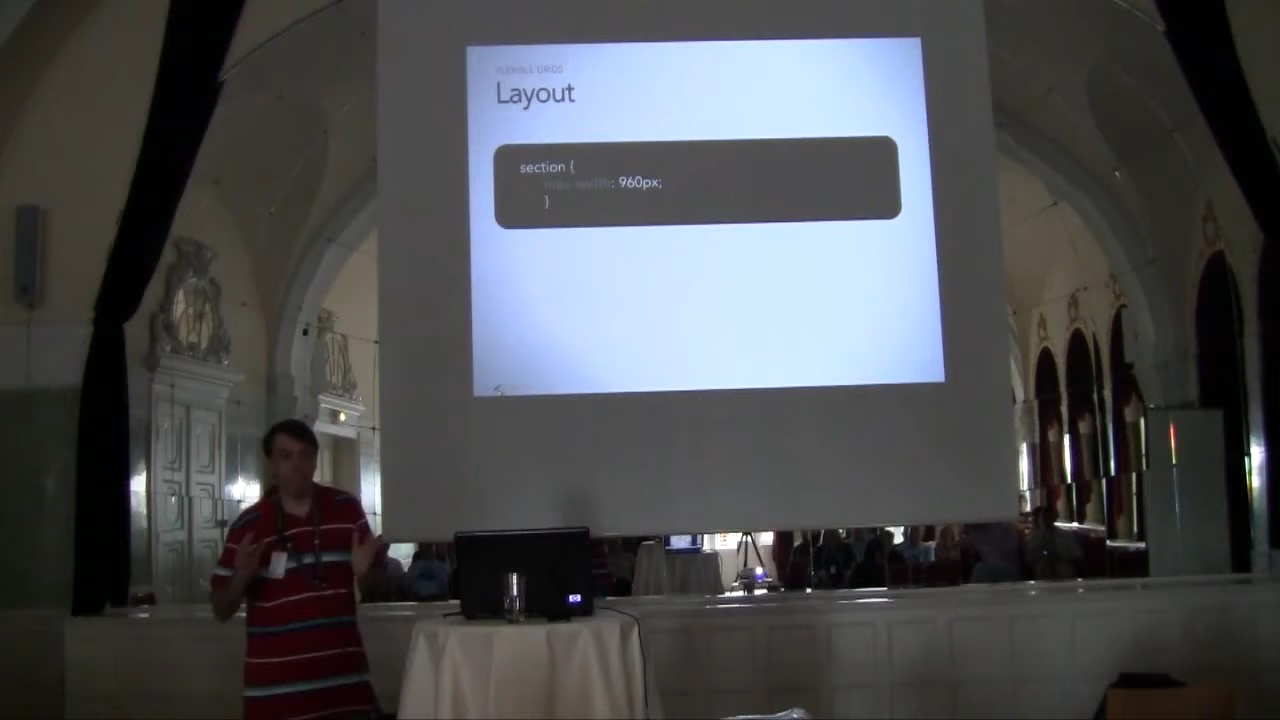 FLEXIBLE GRIDS
Layout
section {
max-width: 960px;
}